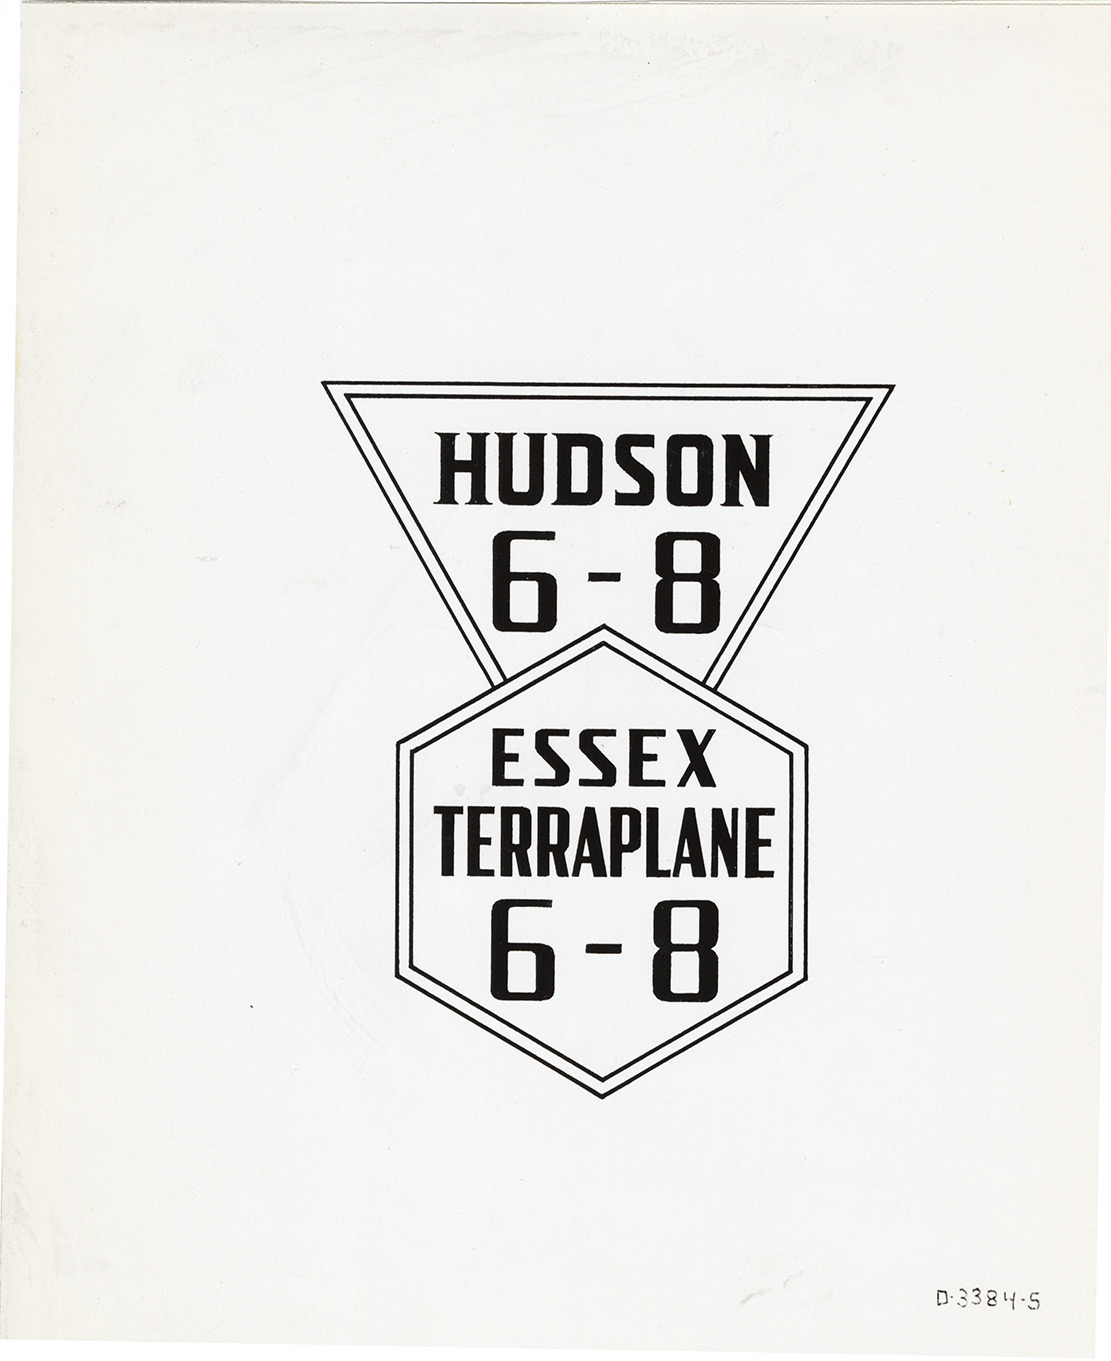 HUDSON
6-8
ESSEX
TERRAPLANE
6-8
D-3384-5